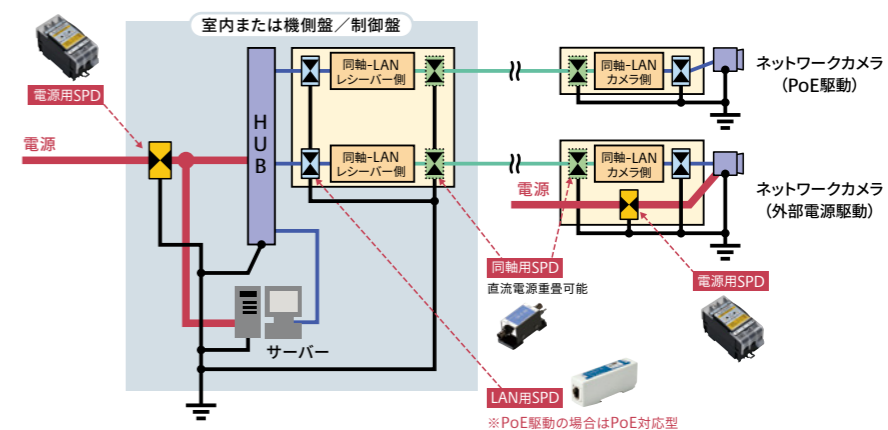 室内または機側盤／制御盤
電源用SPD
電源
HUB
同軸-LAN
レシーバー側
同軸-LAN
レシーバー側
サーバー
同軸-LAN
カメラ側
ネットワークカメラ
（PoE駆動）
同軸-LAN
カメラ側
電源
ネットワークカメラ
（外部電源駆動）
同軸用SPD
直流電源重畳可能
電源用SPD
LAN用SPD
※PoE駆動の場合はPoE対応型